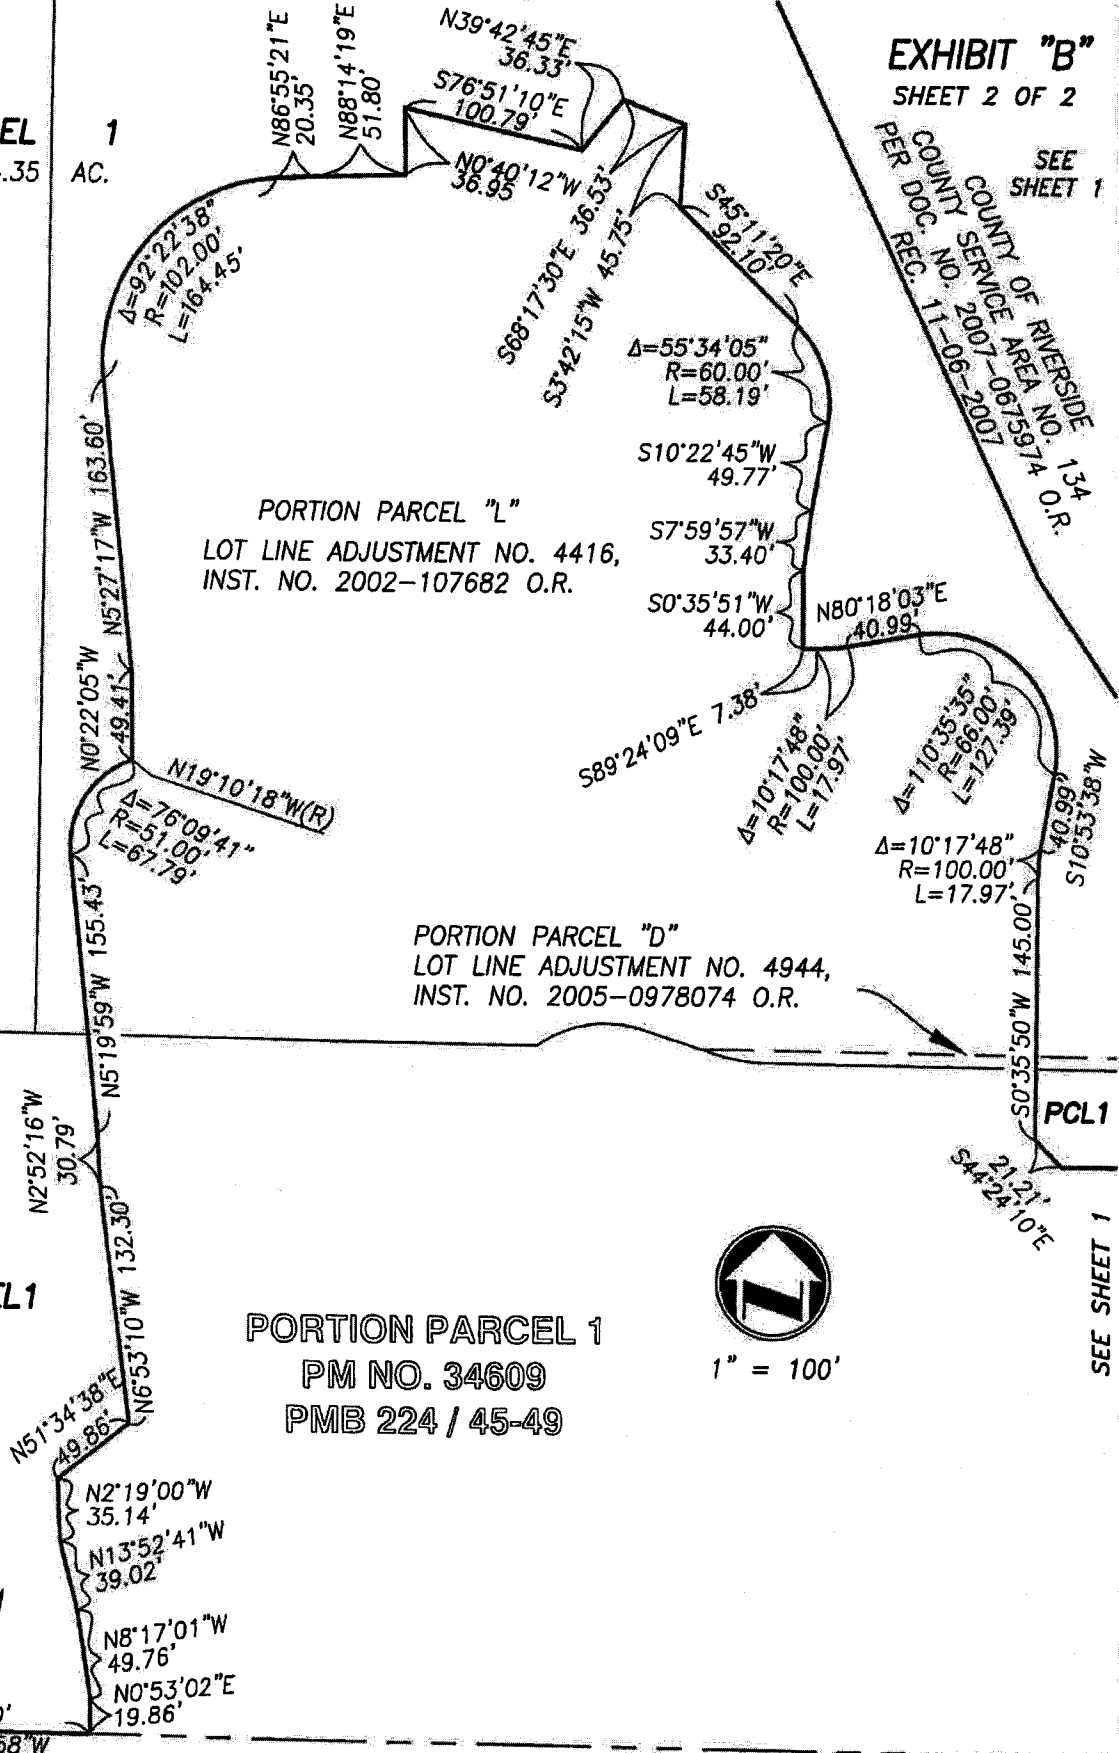 EXHIBIT "B"
SHEET 2 OF 2
SEE
SHEET 1
COUNTY OF RIVERSIDE
COUNTY SERVICE AREA NO. 134
PER DOC. NO. 2007-0675974 O.R.
REC. 11-06-2007
EL 1
.35 AC.
N86°55'21"E
20.35'
N88°14'19"E
51.80'
N39°42'45"E
36.33'
S76°51'10"E
100.79'
N0°40'12"W
36.95
S68°17'30"E 36.53'
S3°42'15"W 45.75'
S45°11'20"E
92.10'
Δ=92°22'38"
R=102.00'
L=164.45'
Δ=55°34'05"
R=60.00'
L=58.19'
S10°22'45"W
49.77'
S7°59'57"W
33.40'
S0°35'51"W
44.00'
N80°18'03"E
40.99'
PORTION PARCEL "L"
LOT LINE ADJUSTMENT NO. 4416,
INST. NO. 2002-107682 O.R.
N5°27'17"W 163.60'
N0°22'05"W
49.41'
N19°10'18"W(R)
Δ=76°09'41"
R=51.00'
L=67.79'
S89°24'09"E 7.38'
Δ=10°17'48"
R=100.00'
L=17.97'
Δ=110°35'35"
R=66.00'
L=127.39'
40.99'
S10°53'38"W
Δ=10°17'48"
R=100.00'
L=17.97'
N5°19'59"W 155.43'
PORTION PARCEL "D"
LOT LINE ADJUSTMENT NO. 4944,
INST. NO. 2005-0978074 O.R.
S0°35'50"W 145.00'
PCL1
21.21'
S44°24'10"E
SEE SHEET 1
N2°52'16"W
30.79'
N6°53'10"W 132.30'
CL1
PORTION PARCEL 1
PM NO. 34609
PMB 224 / 45-49
1" = 100'
N51°34'38"E
49.86'
N2°19'00"W
35.14'
N13°52'41"W
39.02'
N8°17'01"W
49.76'
N0°53'02"E
19.86'
58"W